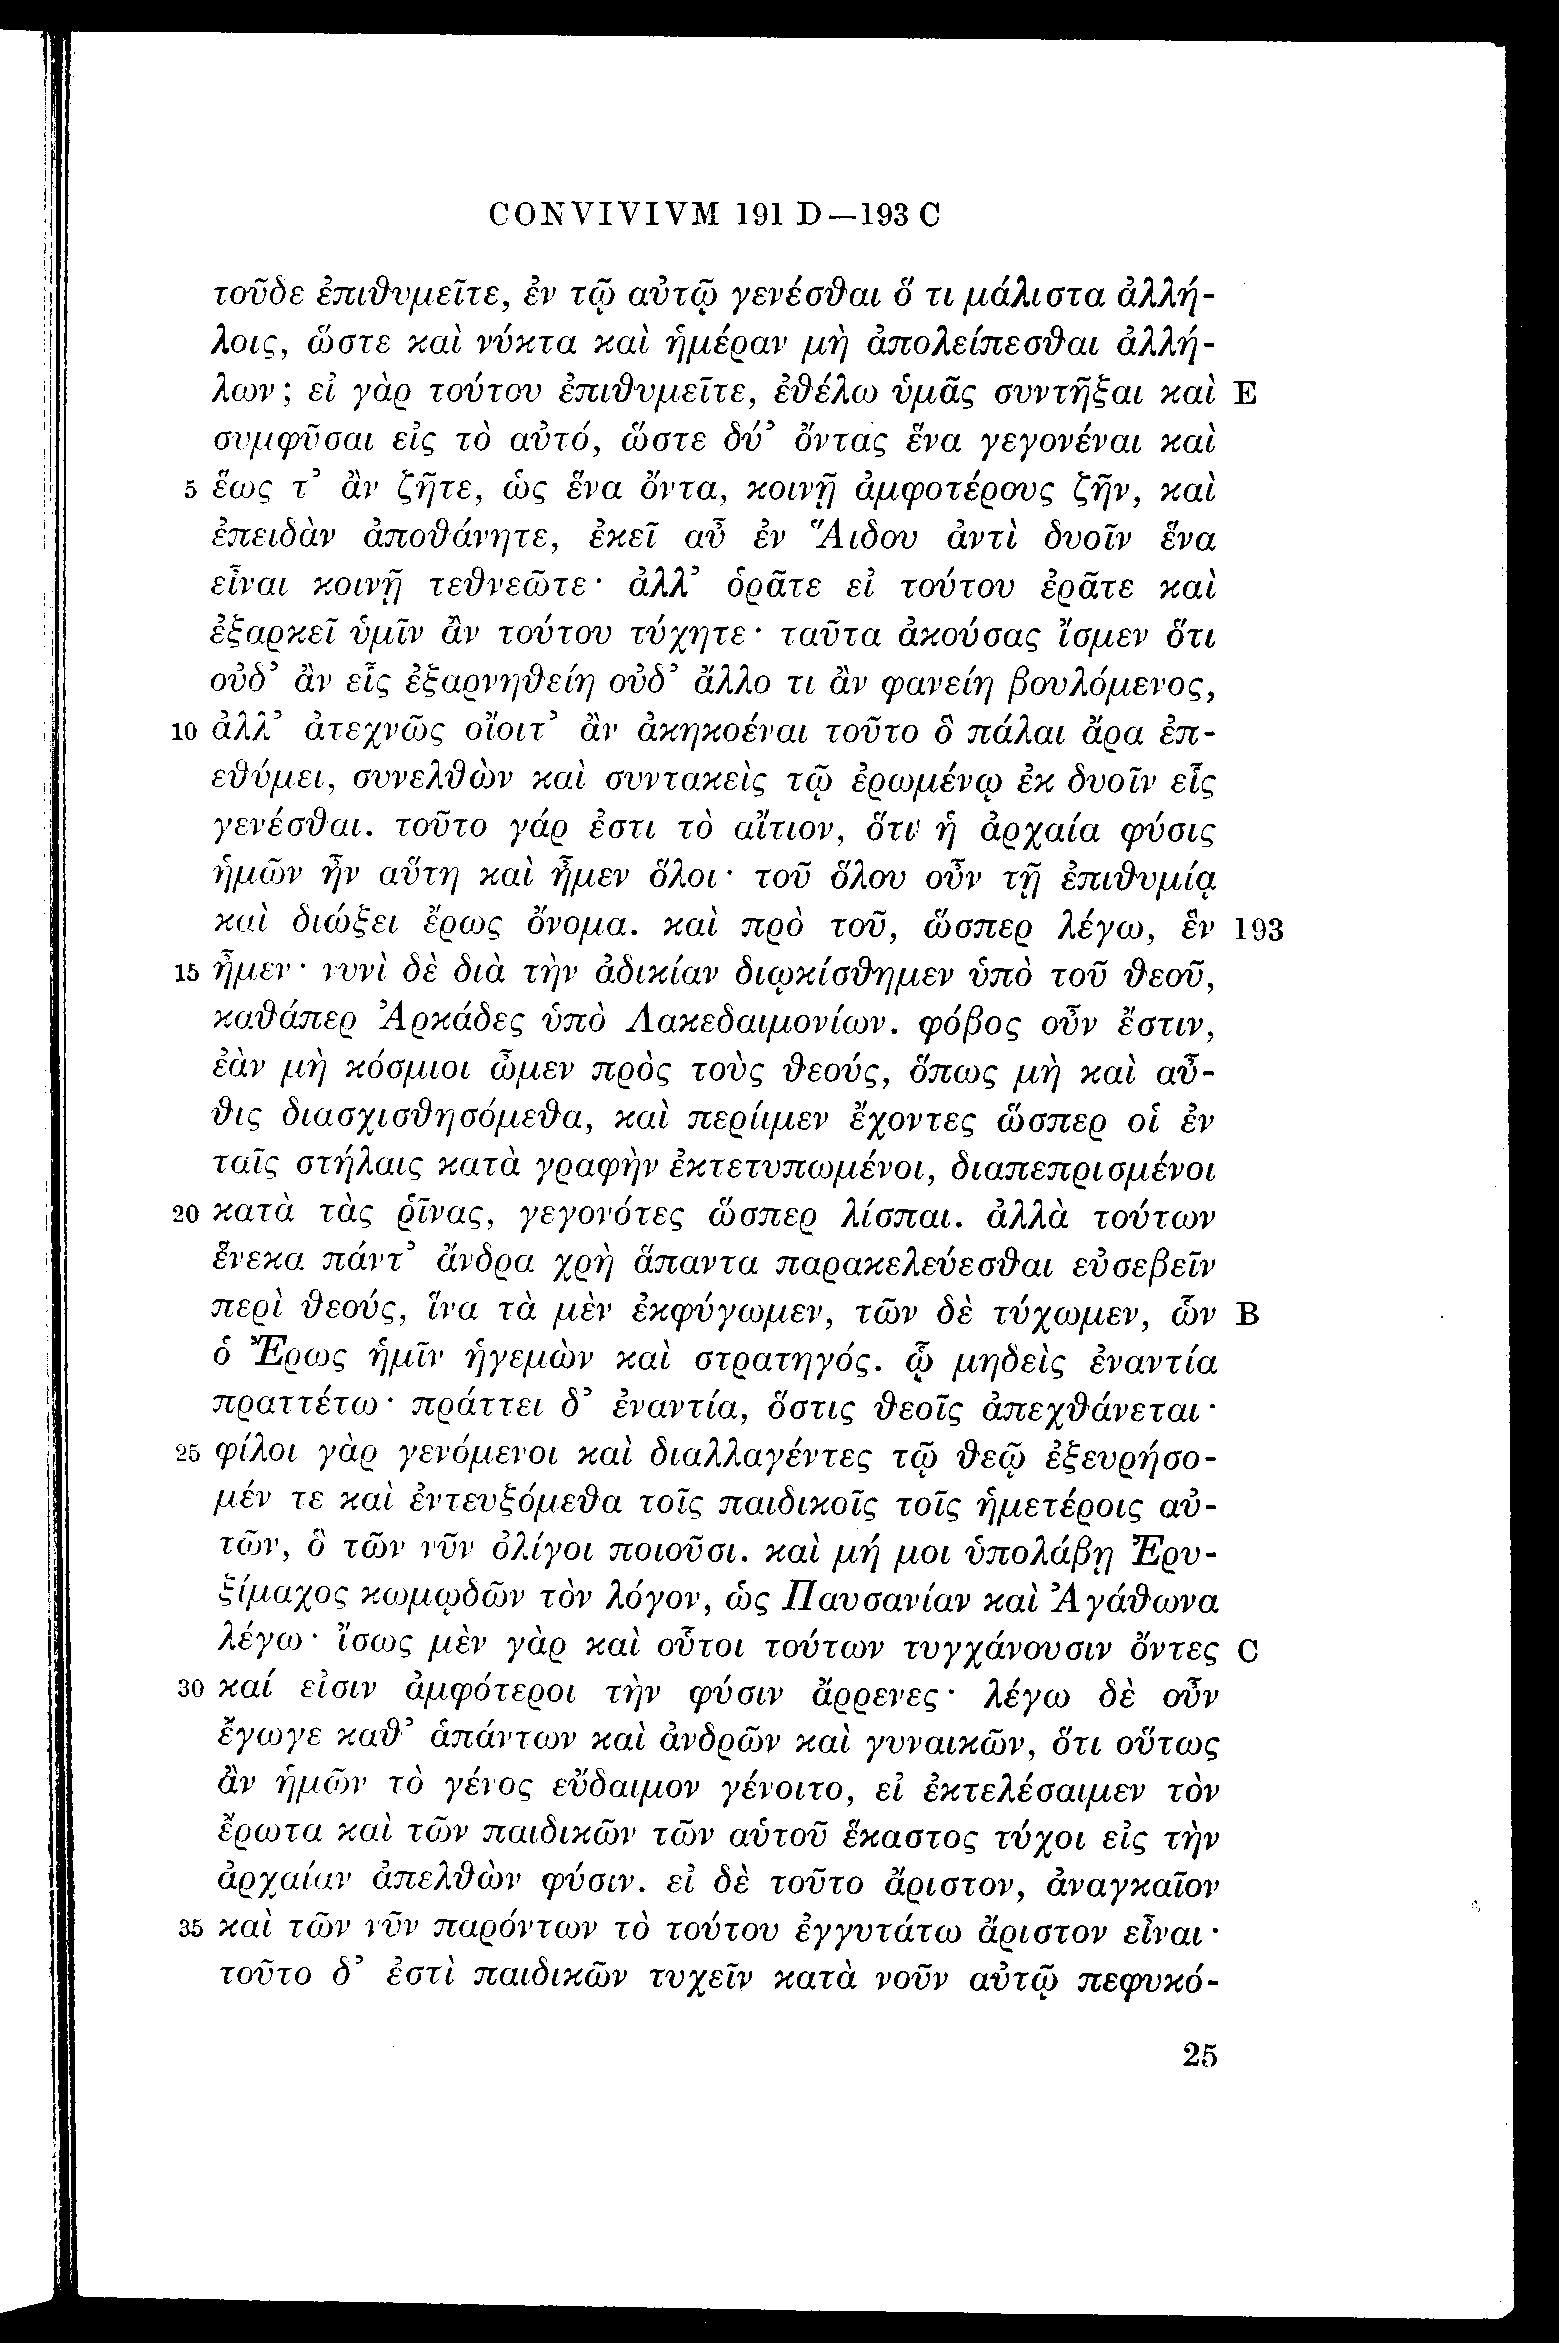 CONVIVIVM 191 D—193 C
τοῦδε ἐπιθυμεῖτε, ἐν τῷ αὐτῷ γενέσθαι ὅ τι μάλιστα ἀλλή-
λοις, ὥστε καὶ νύκτα καὶ ἡμέραν μὴ ἀπολείπεσθαι ἀλλή-
λων; εἰ γὰρ τούτου ἐπιθυμεῖτε, ἐθέλω ὑμᾶς συντῆξαι καὶ E
συμφῦσαι εἰς τὸ αὐτό, ὥστε δύ’ ὄντας ἕνα γεγονέναι καὶ
5 ἕως τ’ ἂν ζῆτε, ὡς ἕνα ὄντα, κοινῇ ἀμφοτέρους ζῆν, καὶ
ἐπειδὰν ἀποθάνητε, ἐκεῖ αὖ ἐν Ἅιδου ἀντὶ δυοῖν ἕνα
εἶναι κοινῇ τεθνεῶτε· ἀλλ’ ὁρᾶτε εἰ τούτου ἐρᾶτε καὶ
ἐξαρκεῖ ὑμῖν ἂν τούτου τύχητε· ταῦτα ἀκούσας ἴσμεν ὅτι
οὐδ’ ἂν εἷς ἐξαρνηθείη οὐδ’ ἄλλο τι ἂν φανείη βουλόμενος,
10 ἀλλ’ ἀτεχνῶς οἴοιτ’ ἂν ἀκηκοέναι τοῦτο ὃ πάλαι ἄρα ἐπ-
εθύμει, συνελθὼν καὶ συντακεὶς τῷ ἐρωμένῳ ἐκ δυοῖν εἷς
γενέσθαι. τοῦτο γάρ ἐστι τὸ αἴτιον, ὅτι ἡ ἀρχαία φύσις
ἡμῶν ἦν αὕτη καὶ ἦμεν ὅλοι· τοῦ ὅλου οὖν τῇ ἐπιθυμίᾳ
καὶ διώξει ἔρως ὄνομα. καὶ πρὸ τοῦ, ὥσπερ λέγω, ἓν 193
15 ἦμεν· νυνὶ δὲ διὰ τὴν ἀδικίαν διῳκίσθημεν ὑπὸ τοῦ θεοῦ,
καθάπερ Ἀρκάδες ὑπὸ Λακεδαιμονίων. φόβος οὖν ἔστιν,
ἐὰν μὴ κόσμιοι ὦμεν πρὸς τοὺς θεούς, ὅπως μὴ καὶ αὖ-
θις διασχισθησόμεθα, καὶ περίιμεν ἔχοντες ὥσπερ οἱ ἐν
ταῖς στήλαις κατὰ γραφὴν ἐκτετυπωμένοι, διαπεπρισμένοι
20 κατὰ τὰς ῥῖνας, γεγονότες ὥσπερ λίσπαι. ἀλλὰ τούτων
ἕνεκα πάντ’ ἄνδρα χρὴ ἅπαντα παρακελεύεσθαι εὐσεβεῖν
περὶ θεούς, ἵνα τὰ μὲν ἐκφύγωμεν, τῶν δὲ τύχωμεν, ὧν B
ὁ Ἔρως ἡμῖν ἡγεμὼν καὶ στρατηγός. ᾧ μηδεὶς ἐναντία
πραττέτω· πράττει δ’ ἐναντία, ὅστις θεοῖς ἀπεχθάνεται·
25 φίλοι γὰρ γενόμενοι καὶ διαλλαγέντες τῷ θεῷ ἐξευρήσο-
μέν τε καὶ ἐντευξόμεθα τοῖς παιδικοῖς τοῖς ἡμετέροις αὐ-
τῶν, ὃ τῶν νῦν ὀλίγοι ποιοῦσι. καὶ μή μοι ὑπολάβῃ Ἐρυ-
ξίμαχος κωμῳδῶν τὸν λόγον, ὡς Παυσανίαν καὶ Ἀγάθωνα
λέγω· ἴσως μὲν γὰρ καὶ οὗτοι τούτων τυγχάνουσιν ὄντες C
30 καί εἰσιν ἀμφότεροι τὴν φύσιν ἄρρενες· λέγω δὲ οὖν
ἔγωγε καθ’ ἁπάντων καὶ ἀνδρῶν καὶ γυναικῶν, ὅτι οὕτως
ἂν ἡμῶν τὸ γένος εὔδαιμον γένοιτο, εἰ ἐκτελέσαιμεν τὸν
ἔρωτα καὶ τῶν παιδικῶν τῶν αὑτοῦ ἕκαστος τύχοι εἰς τὴν
ἀρχαίαν ἀπελθὼν φύσιν. εἰ δὲ τοῦτο ἄριστον, ἀναγκαῖον
35 καὶ τῶν νῦν παρόντων τὸ τούτου ἐγγυτάτω ἄριστον εἶναι·
τοῦτο δ’ ἐστὶ παιδικῶν τυχεῖν κατὰ νοῦν αὐτῷ πεφυκό-
25